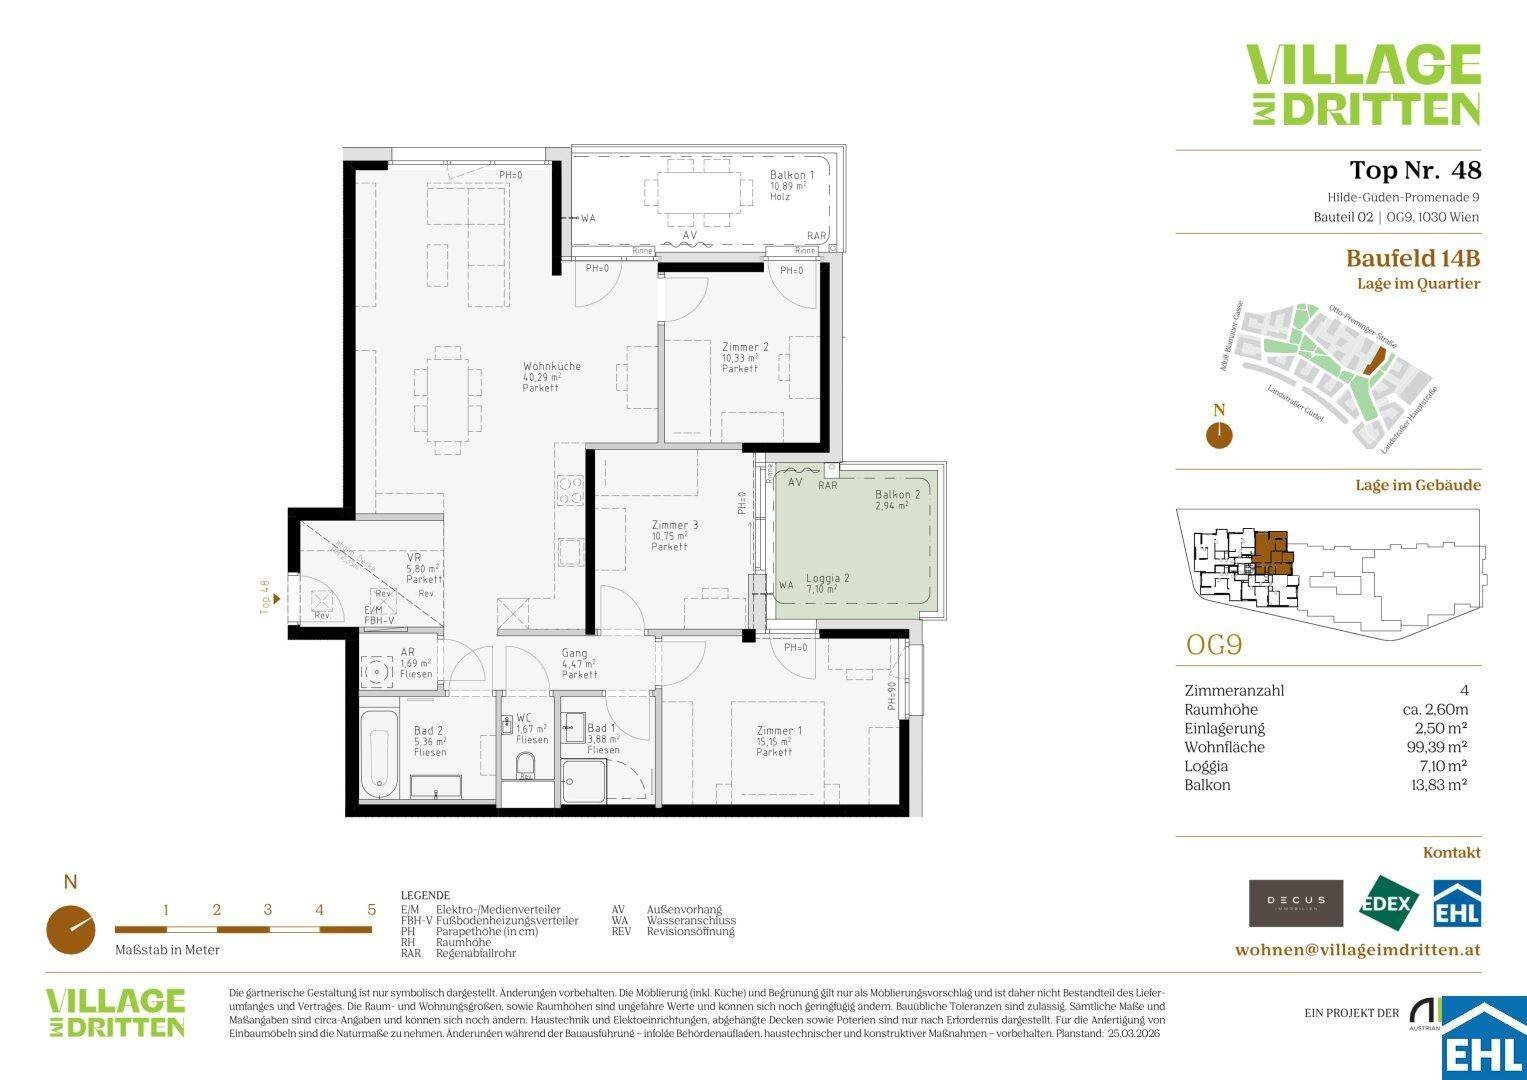 VILLAGE
IM DRITTEN
Top Nr. 48
Hilde-Güden-Promenade 9
Bauteil 02 | OG9, 1030 Wien
Baufeld 14B
Lage im Quartier
Adolf-Blamauer-Gasse
Otto-Preminger-Straße
Landstraßer Gürtel
Landstraßer Hauptstraße
N
Lage im Gebäude
OG9
Zimmeranzahl 4
Raumhöhe ca. 2,60m
Einlagerung 2,50 m²
Wohnfläche 99,39 m²
Loggia 7,10 m²
Balkon 13,83 m²
Kontakt
DECUS
IMMOBILIEN
EDEX
EHL
wohnen@villageimdritten.at
PH=0
Balkon 1
10,89 m²
Holz
WA
AV
RAR
Rinne
Rinne
PH=0
PH=0
Wohnküche
40,29 m²
Parkett
Zimmer 2
10,33 m²
Parkett
Rinne
AV
RAR
Balkon 2
2,94 m²
PH=0
Zimmer 3
10,75 m²
Parkett
Loggia 2
7,10 m²
WA
abgeh. Decke
VR
5,80 m²
Parkett
Top 48
Rev.
Rev.
Rev.
E/M
FBH-V
AR
1,69 m²
Fliesen
Gang
4,47 m²
Parkett
PH=0
PH=90
Bad 2
5,36 m²
Fliesen
WC
1,67 m²
Fliesen
Rev.
Bad 1
3,88 m²
Fliesen
Zimmer 1
15,15 m²
Parkett
N
1 2 3 4 5
Maßstab in Meter
LEGENDE
E/M Elektro-/Medienverteiler
FBH-V Fußbodenheizungsverteiler
PH Parapethöhe (in cm)
RH Raumhöhe
RAR Regenabfallrohr
AV Außenvorhang
WA Wasseranschluss
REV Revisionsöffnung
VILLAGE
IM DRITTEN
Die gärtnerische Gestaltung ist nur symbolisch dargestellt. Änderungen vorbehalten. Die Möblierung (inkl. Küche) und Begrünung gilt nur als Möblierungsvorschlag und ist daher nicht Bestandteil des Liefer-
umfanges und Vertrages. Die Raum- und Wohnungsgrößen, sowie Raumhöhen sind ungefähre Werte und können sich noch geringfügig ändern. Bauübliche Toleranzen sind zulässig. Sämtliche Maße und
Maßangaben sind circa-Angaben und können sich noch ändern. Haustechnik und Elektoeinrichtungen, abgehängte Decken sowie Poterien sind nur nach Erfordernis dargestellt. Für die Anfertigung von
Einbaumöbeln sind die Naturmaße zu nehmen. Änderungen während der Bauausführung – infolge Behördenauflagen, haustechnischer und konstruktiver Maßnahmen – vorbehalten. Planstand: 25.03.2026
EIN PROJEKT DER
AUSTRIAN
EHL